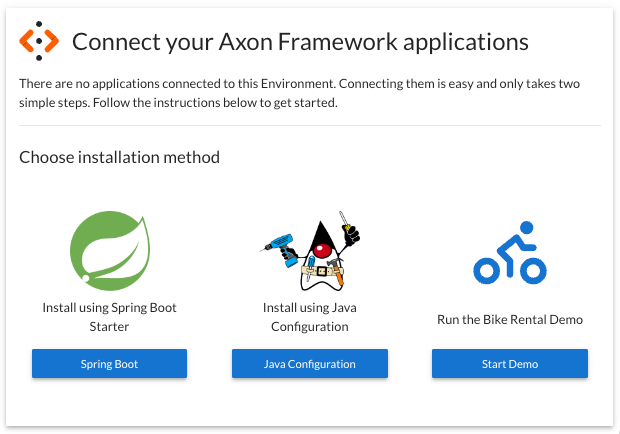 Connect your Axon Framework applications
There are no applications connected to this Environment. Connecting them is easy and only takes two
simple steps. Follow the instructions below to get started.
Choose installation method
Install using Spring Boot
Starter
Install using Java
Configuration
Run the Bike Rental Demo
Spring Boot
Java Configuration
Start Demo